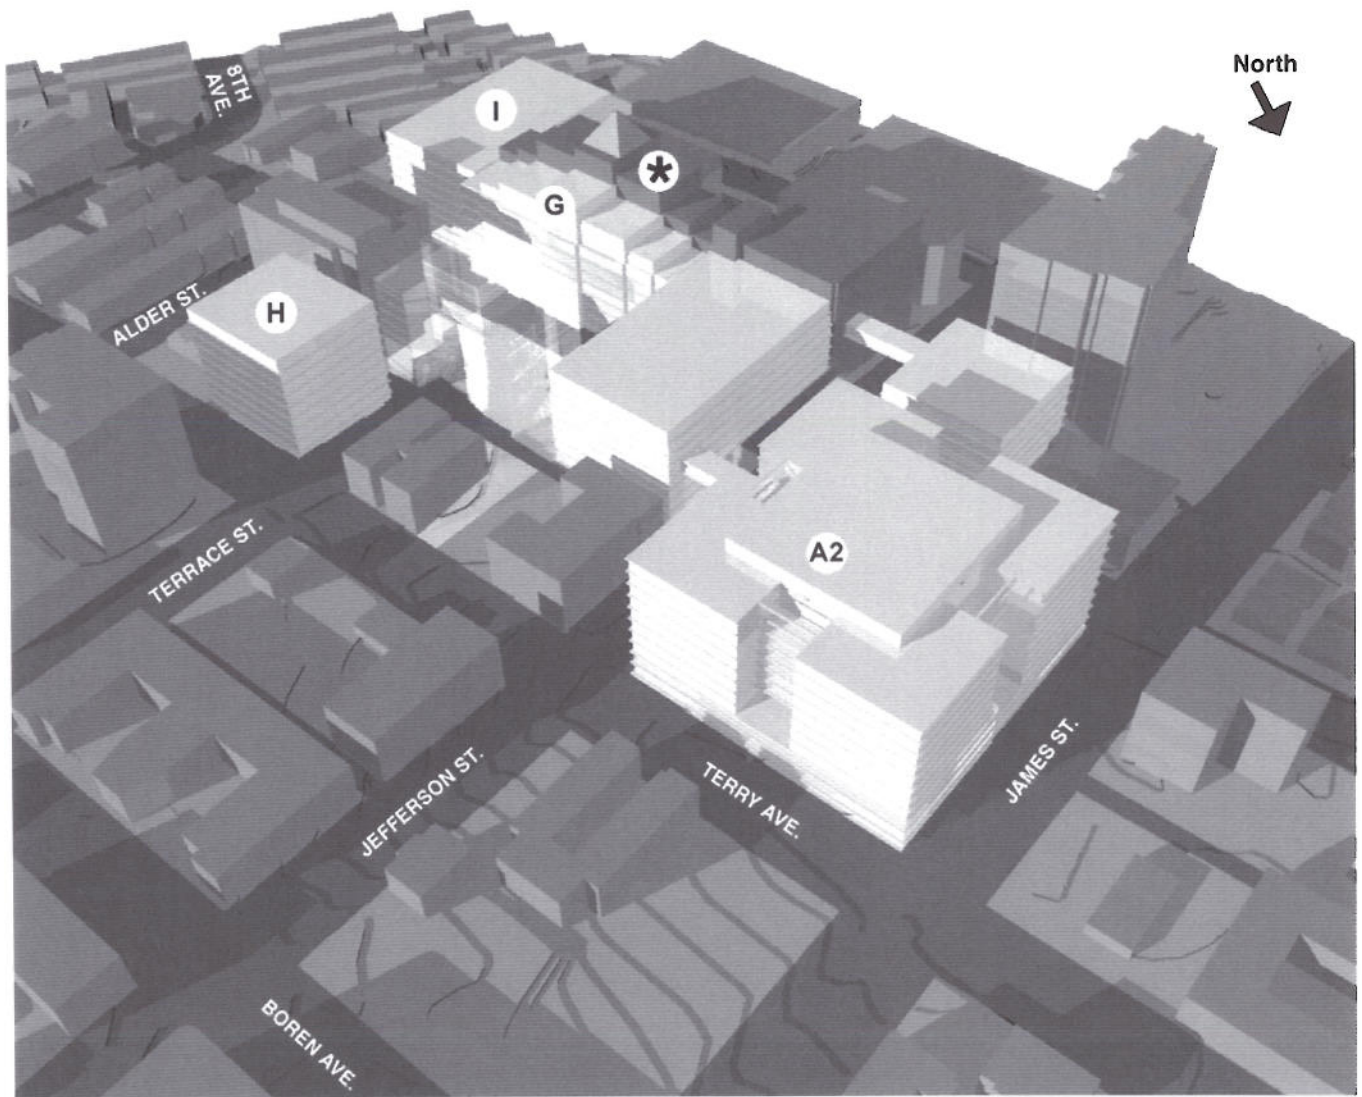 North
8TH
AVE.
I
*
G
H
ALDER ST.
A2
TERRACE ST.
JEFFERSON ST.
TERRY AVE.
JAMES ST.
BOREN AVE.